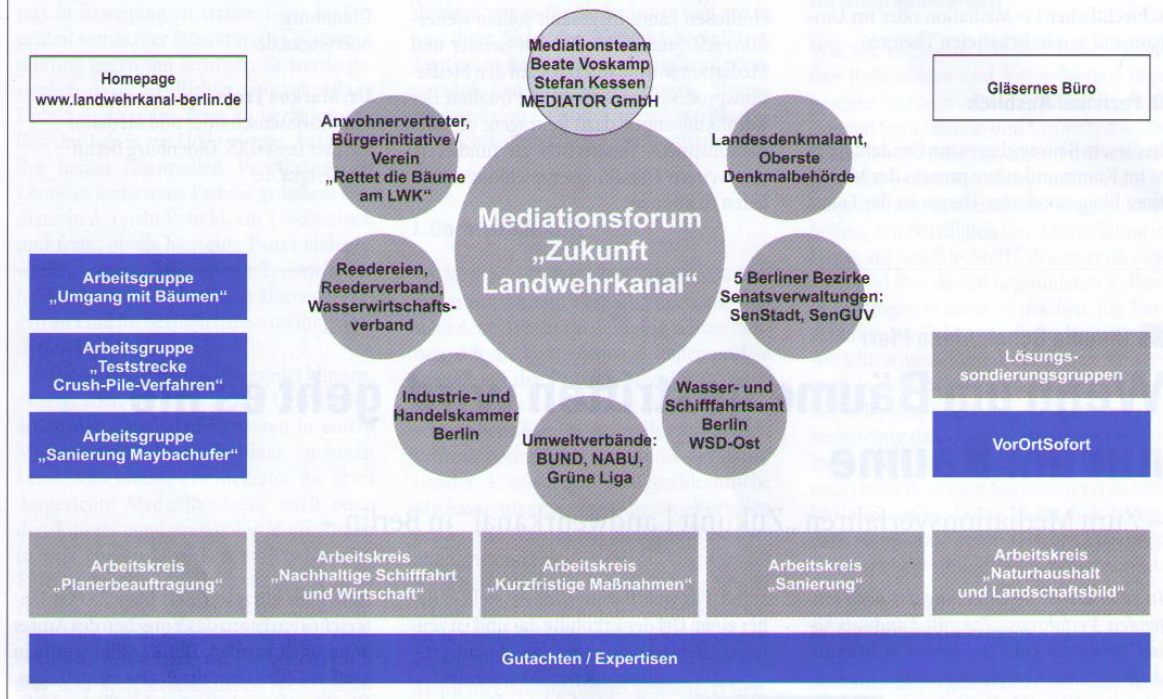 Mediationsteam
Beate Voskamp
Stefan Kessen
MEDIATOR GmbH
Homepage
www.landwehrkanal-berlin.de
Gläsernes Büro
Anwohnervertreter,
Bürgerinitiative /
Verein
„Rettet die Bäume
am LWK“
Landesdenkmalamt,
Oberste
Denkmalbehörde
Mediationsforum
„Zukunft
Landwehrkanal“
Reedereien,
Reederverband,
Wasserwirtschafts-
verband
5 Berliner Bezirke
Senatsverwaltungen:
SenStadt, SenGUV
Industrie- und
Handelskammer
Berlin
Umweltverbände:
BUND, NABU,
Grüne Liga
Wasser- und
Schifffahrtsamt
Berlin
WSD-Ost
Arbeitsgruppe
„Umgang mit Bäumen“
Arbeitsgruppe
„Teststrecke
Crush-Pile-Verfahren“
Arbeitsgruppe
„Sanierung Maybachufer“
Lösungs-
sondierungsgruppen
VorOrtSofort
Arbeitskreis
„Planerbeauftragung“
Arbeitskreis
„Nachhaltige Schifffahrt
und Wirtschaft“
Arbeitskreis
„Kurzfristige Maßnahmen“
Arbeitskreis
„Sanierung“
Arbeitskreis
„Naturhaushalt
und Landschaftsbild“
Gutachten / Expertisen